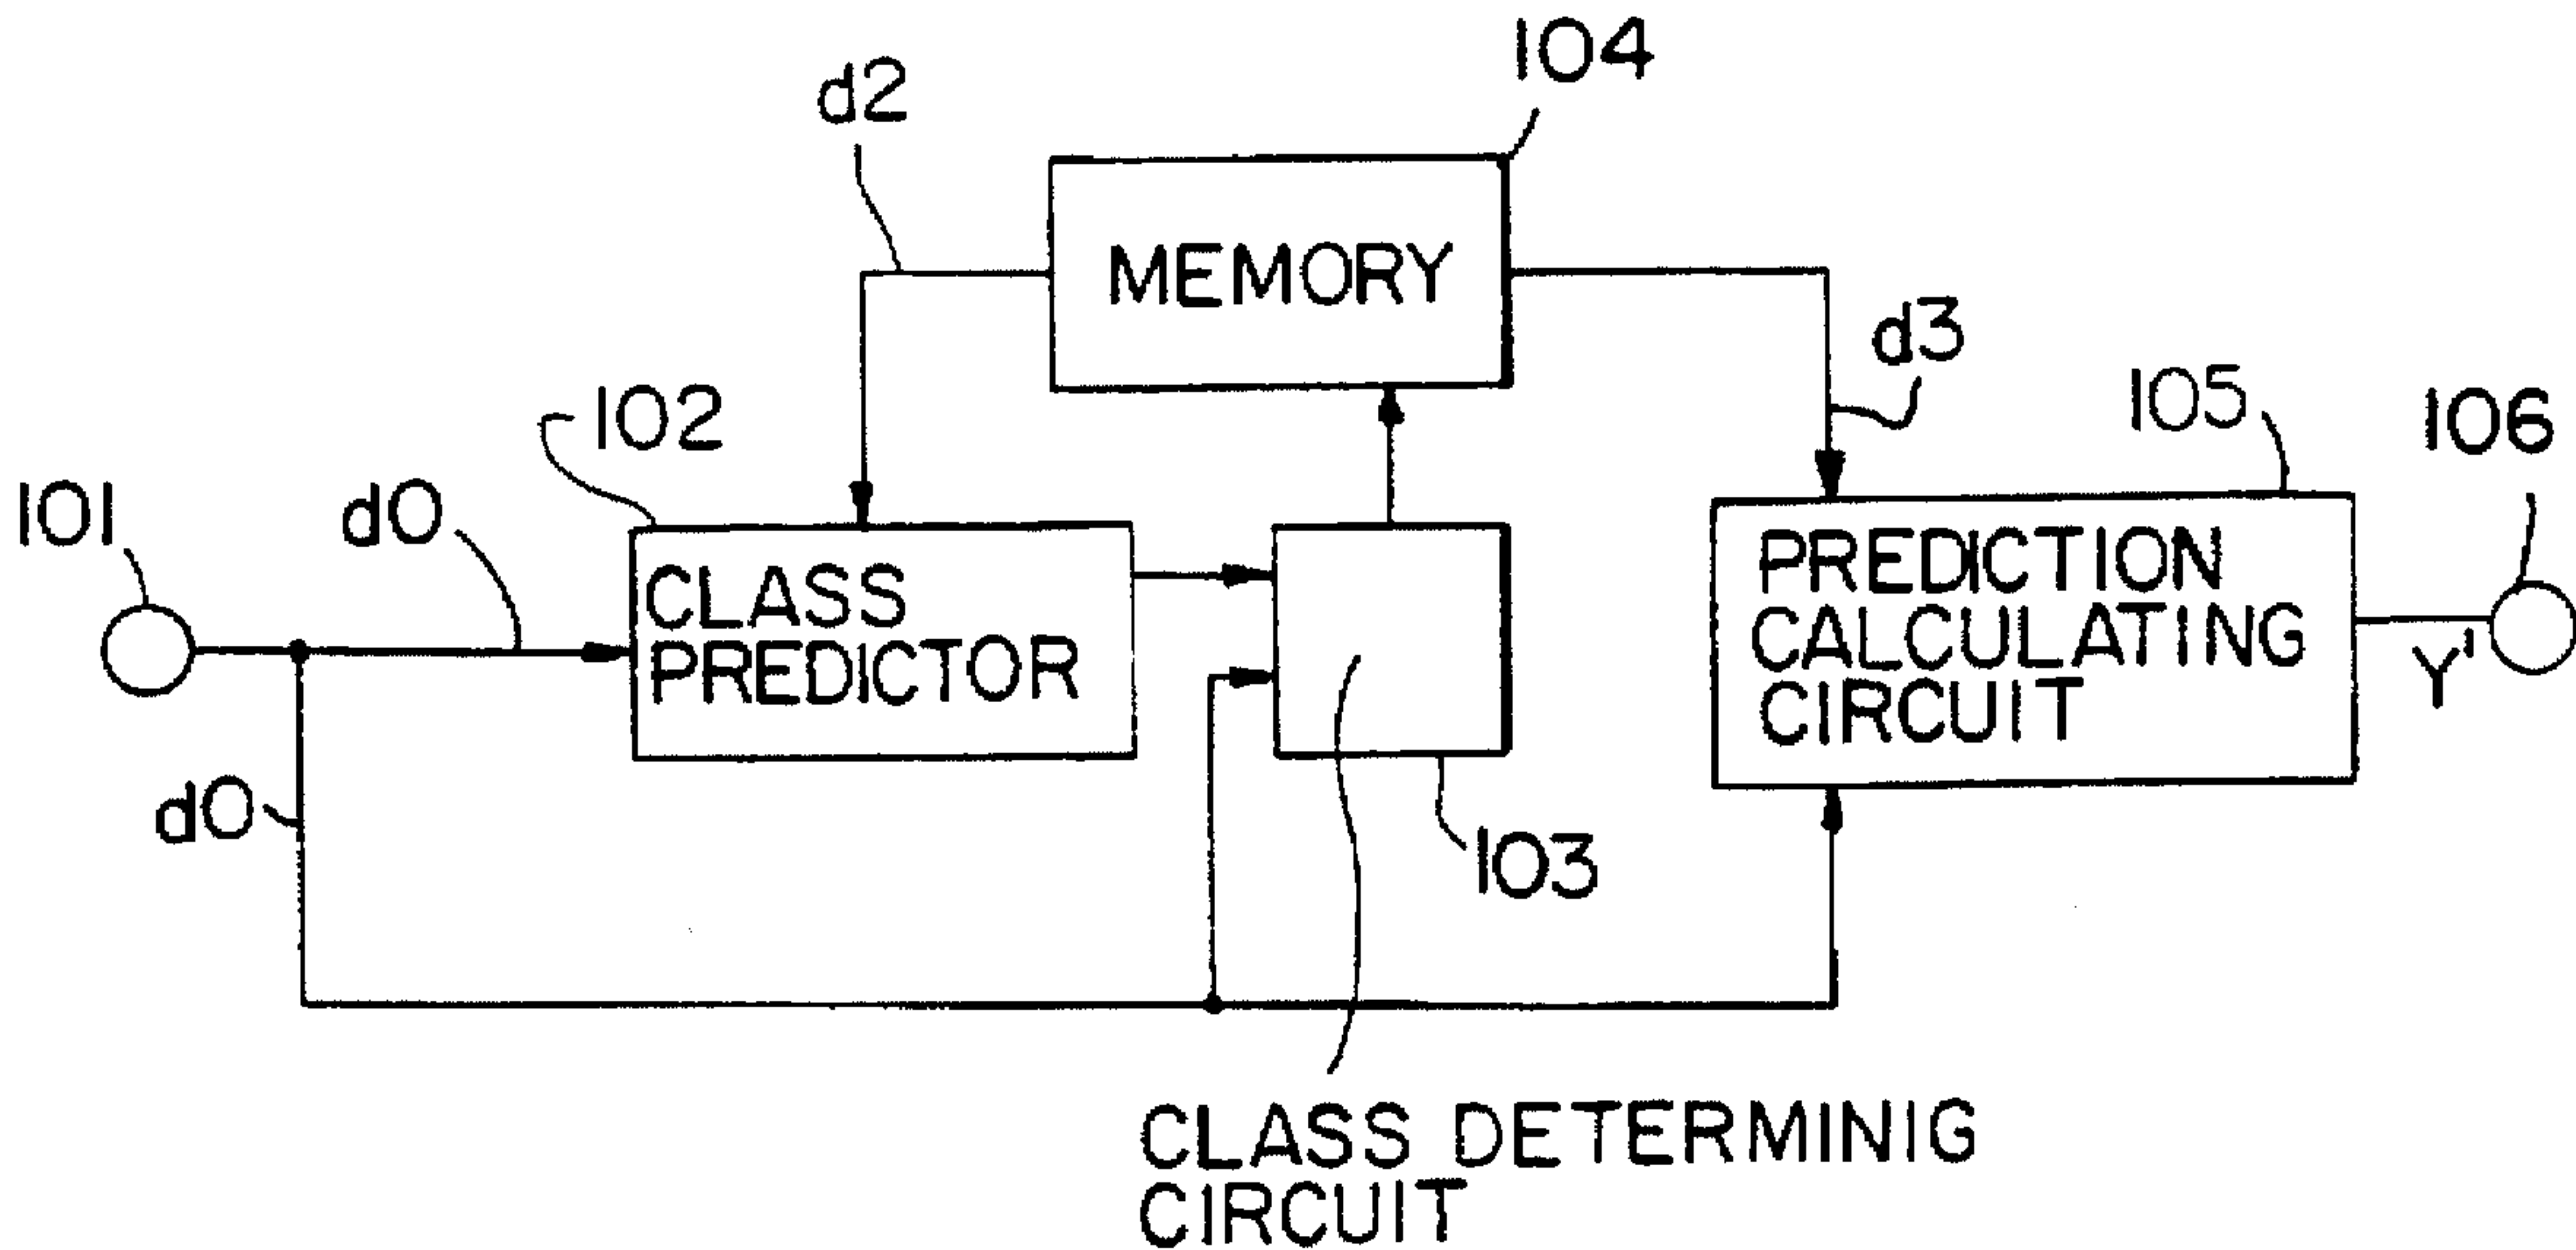 104
d2
MEMORY
d3
102
105
106
101
d0
CLASS
PREDICTOR
PREDICTION
CALCULATING
CIRCUIT
Y'
d0
103
CLASS DETERMINIG
CIRCUIT